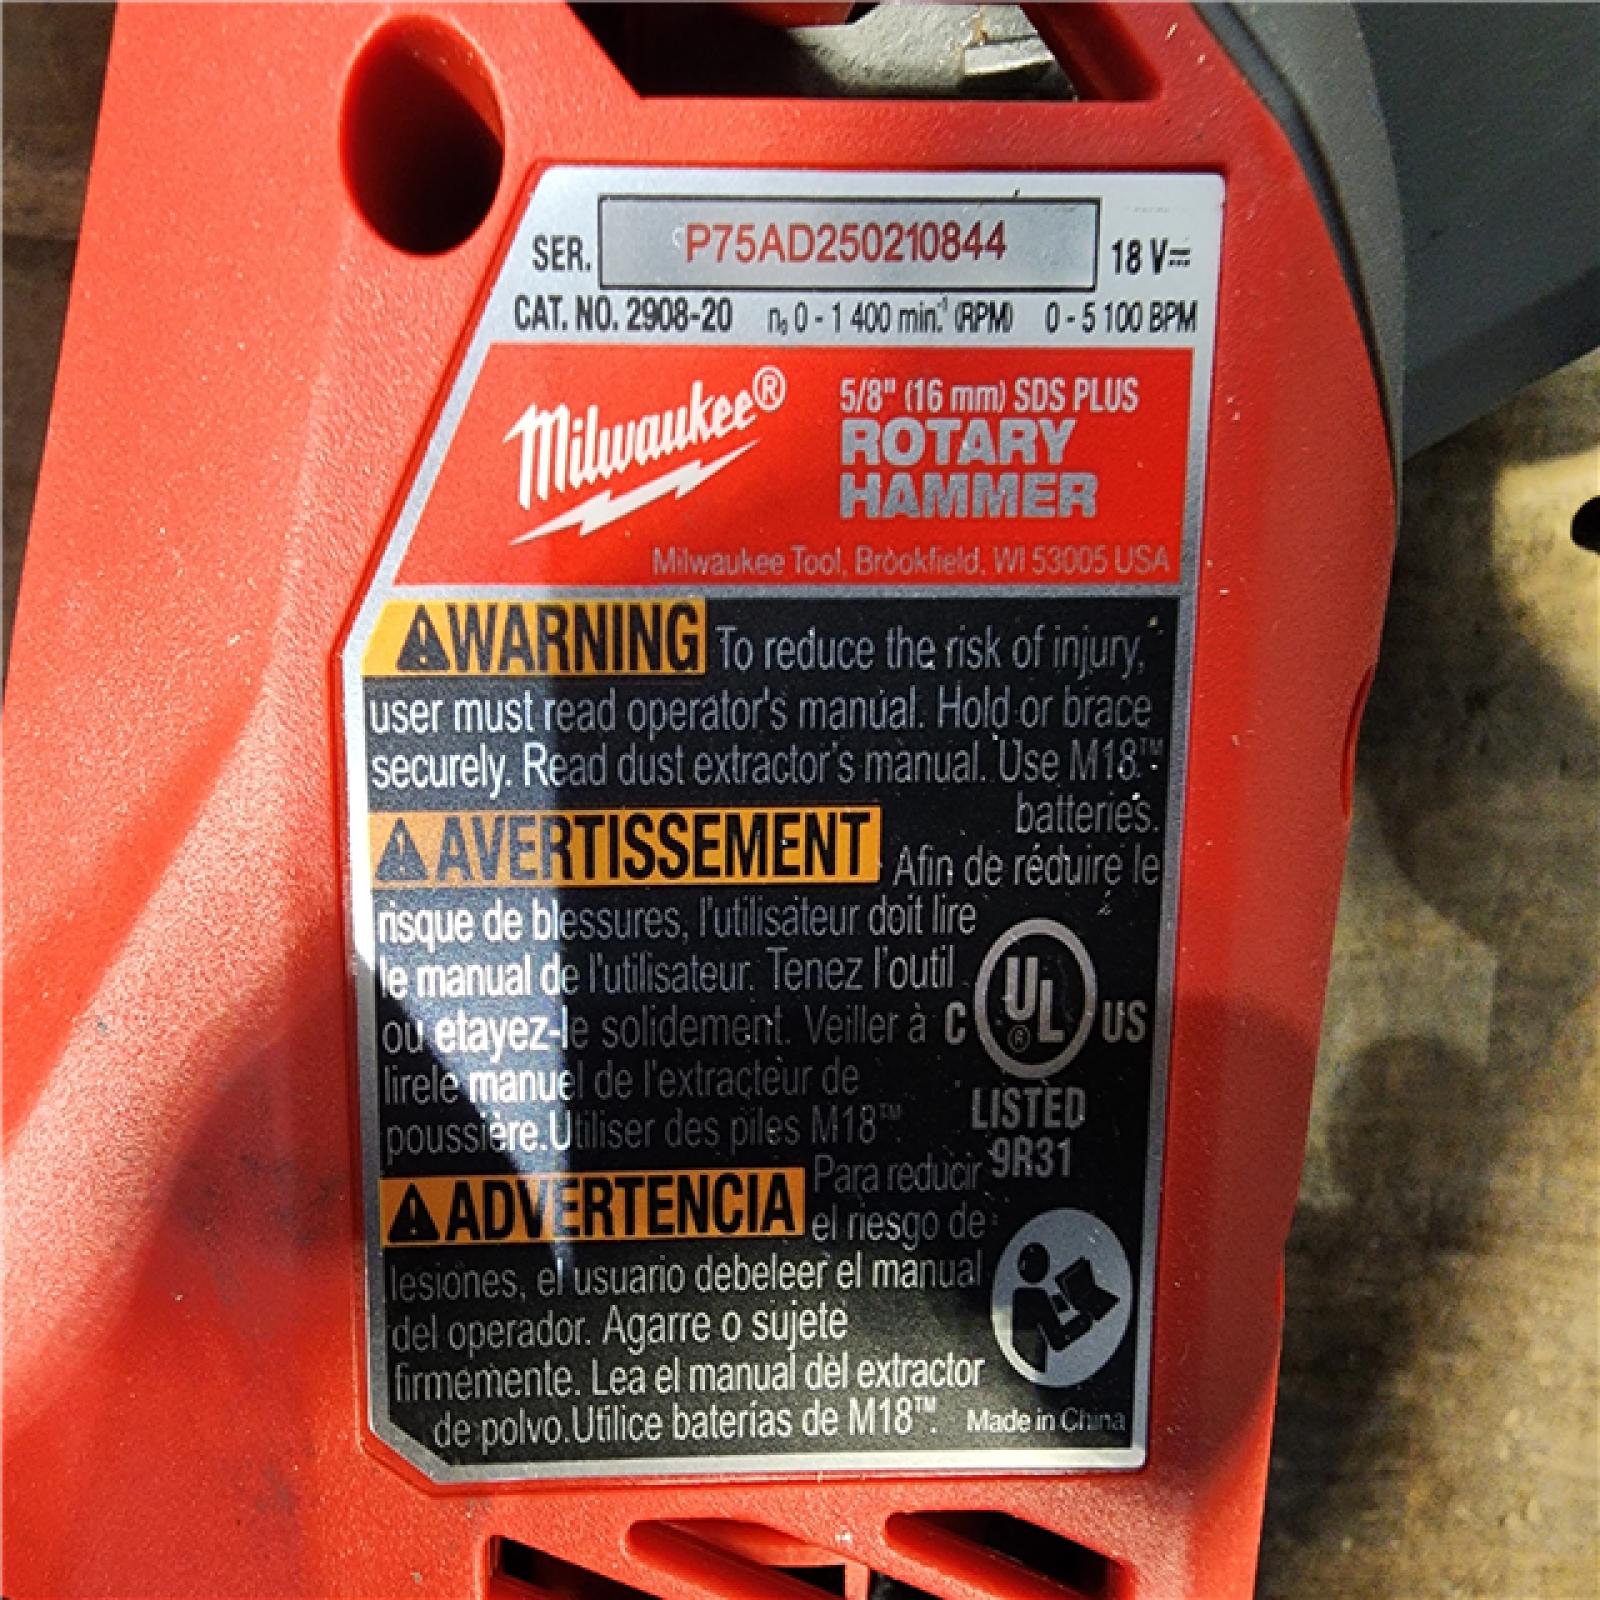 SER. P75AD250210844 18 V⎓
CAT. NO. 2908-20 n₀ 0 - 1 400 min.⁻¹ (RPM) 0 - 5 100 BPM
Milwaukee®
5/8" (16 mm) SDS PLUS
ROTARY
HAMMER
Milwaukee Tool, Brookfield, WI 53005 USA
⚠WARNING To reduce the risk of injury,
user must read operator's manual. Hold or brace
securely. Read dust extractor's manual. Use M18™
batteries.
⚠AVERTISSEMENT Afin de réduire le
risque de blessures, l'utilisateur doit lire
le manual de l'utilisateur. Tenez l'outil
ou etayez-le solidement. Veiller à
lirele manuel de l'extracteur de
poussière.Utiliser des piles M18™.
C UL® US
LISTED
9R31
⚠ADVERTENCIA Para reducir
el riesgo de
lesiones, el usuario debeleer el manual
del operador. Agarre o sujete
firmemente. Lea el manual del extractor
de polvo.Utilice baterías de M18™.
Made in China